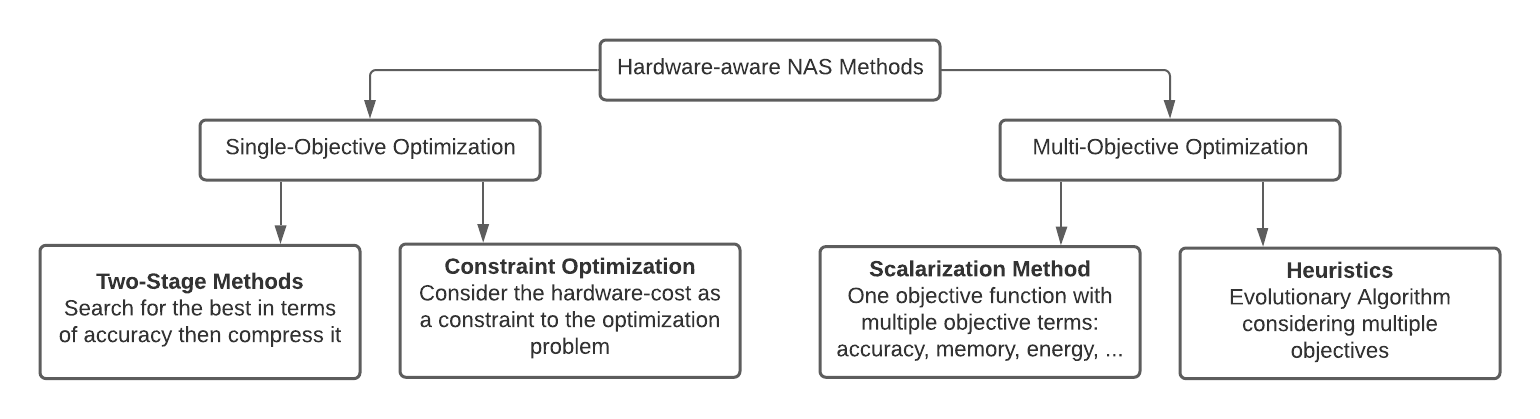 Hardware-aware NAS Methods
Single-Objective Optimization
Multi-Objective Optimization
Two-Stage Methods
Search for the best in terms
of accuracy then compress it
Constraint Optimization
Consider the hardware-cost as
a constraint to the optimization
problem
Scalarization Method
One objective function with
multiple objective terms:
accuracy, memory, energy, ...
Heuristics
Evolutionary Algorithm
considering multiple
objectives